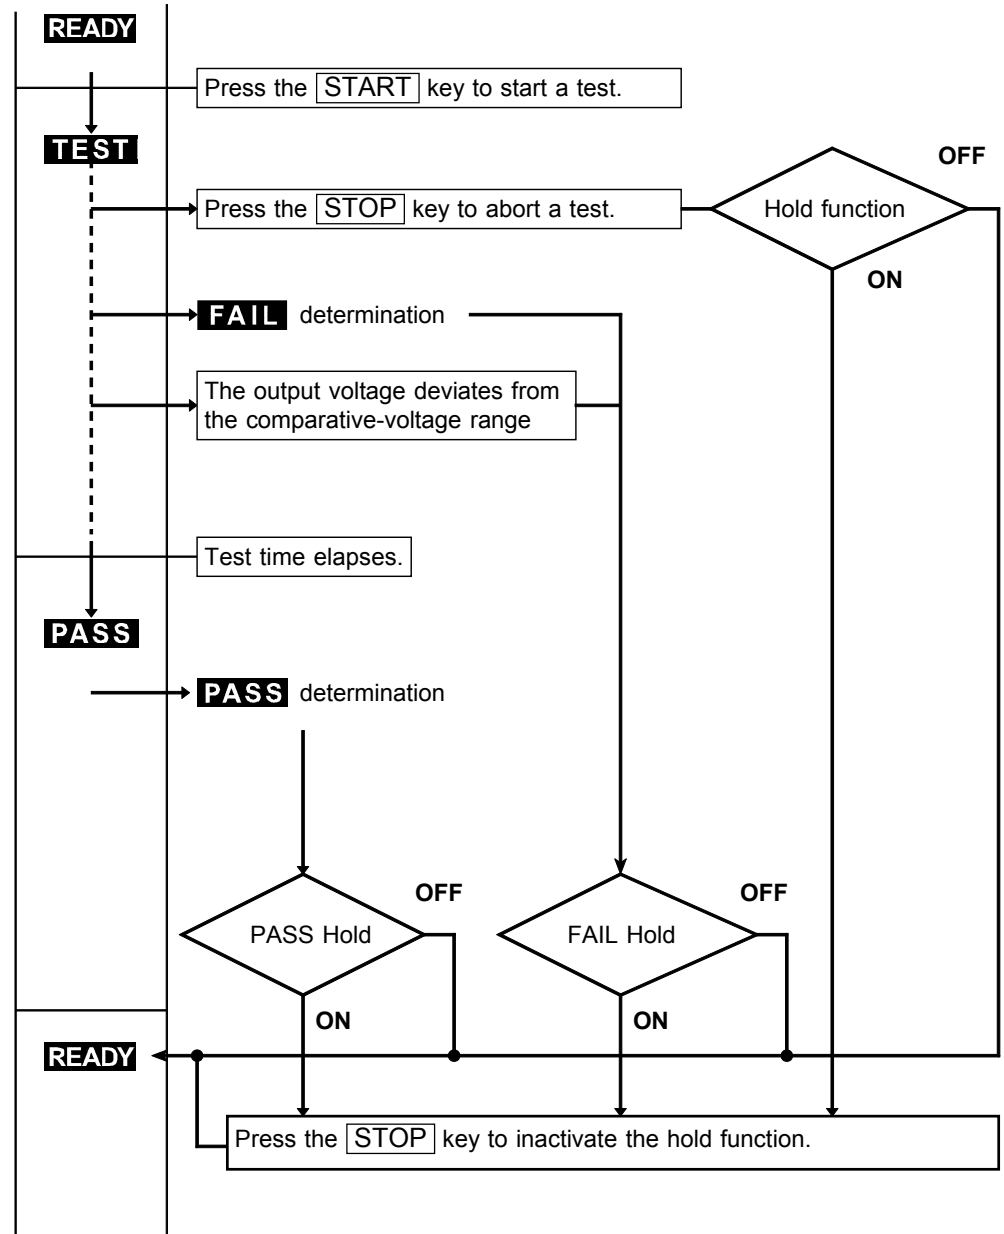 READY
Press the START key to start a test.
TEST
OFF
Press the STOP key to abort a test.
Hold function
ON
FAIL determination
The output voltage deviates from
the comparative-voltage range
Test time elapses.
PASS
PASS determination
OFF
OFF
PASS Hold
FAIL Hold
ON
ON
READY
Press the STOP key to inactivate the hold function.